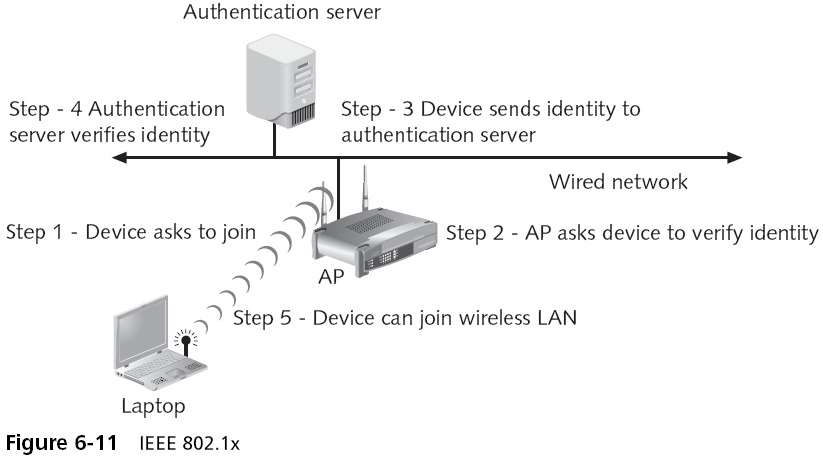 Authentication server
Step - 4 Authentication
server verifies identity
Step - 3 Device sends identity to
authentication server
Wired network
Step 1 - Device asks to join
Step 2 - AP asks device to verify identity
AP
Step 5 - Device can join wireless LAN
Laptop
Figure 6-11 IEEE 802.1x